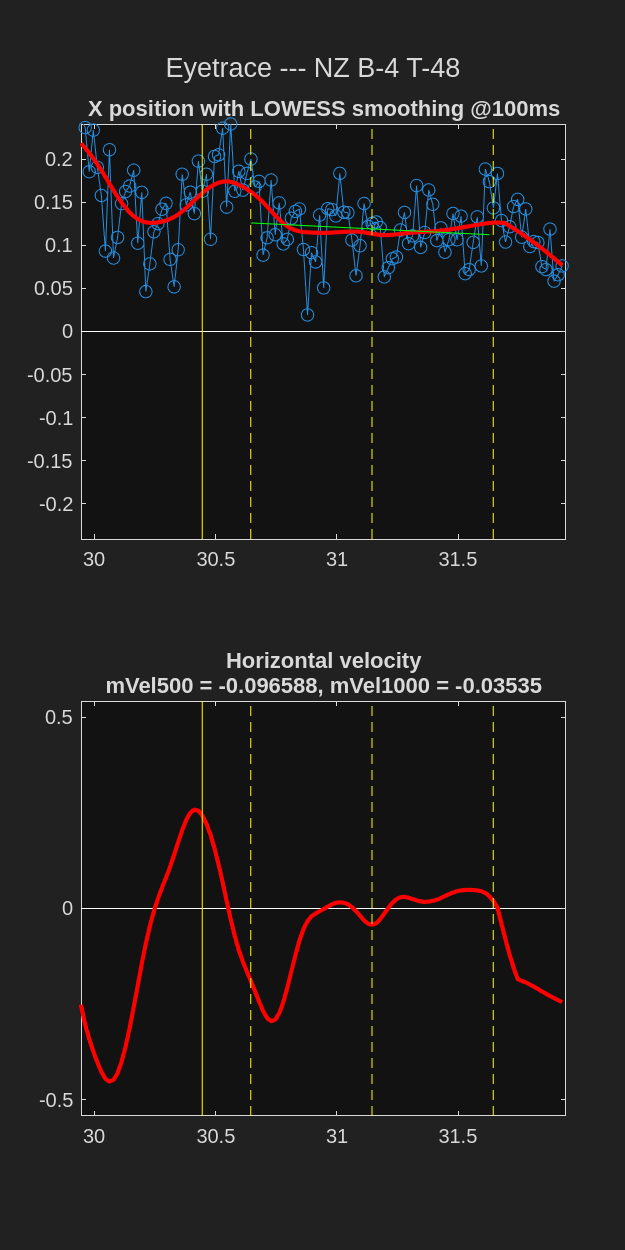 Eyetrace --- NZ B-4 T-48
X position with LOWESS smoothing @100ms
0.2
0.15
0.1
0.05
0
-0.05
-0.1
-0.15
-0.2
30 30.5 31 31.5
Horizontal velocity
mVel500 = -0.096588, mVel1000 = -0.03535
0.5
0
-0.5
30 30.5 31 31.5